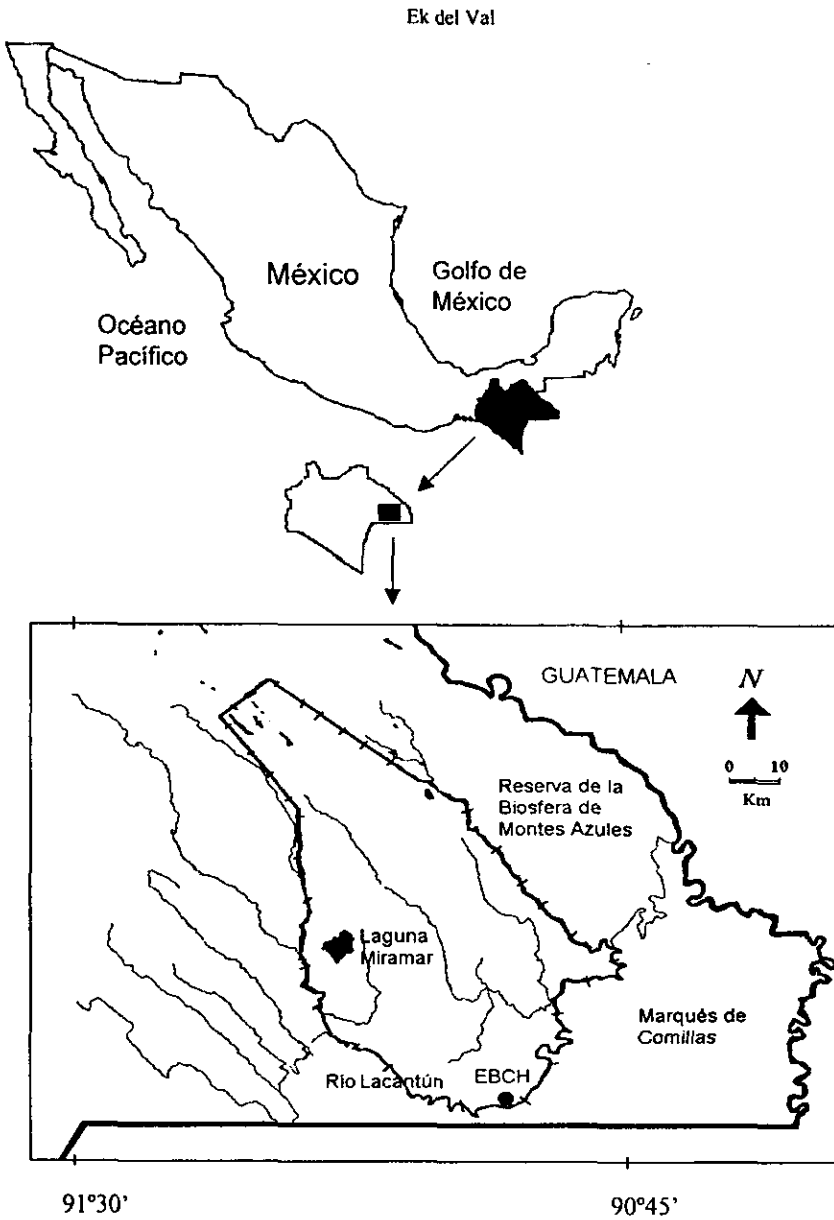 Ek del Val
México
Golfo de
México
Océano
Pacífico
GUATEMALA
N
0 10
Km
Reserva de la
Biosfera de
Montes Azules
Laguna
Miramar
Marqués de
Comillas
Río Lacantún
EBCH
91°30'
90°45'